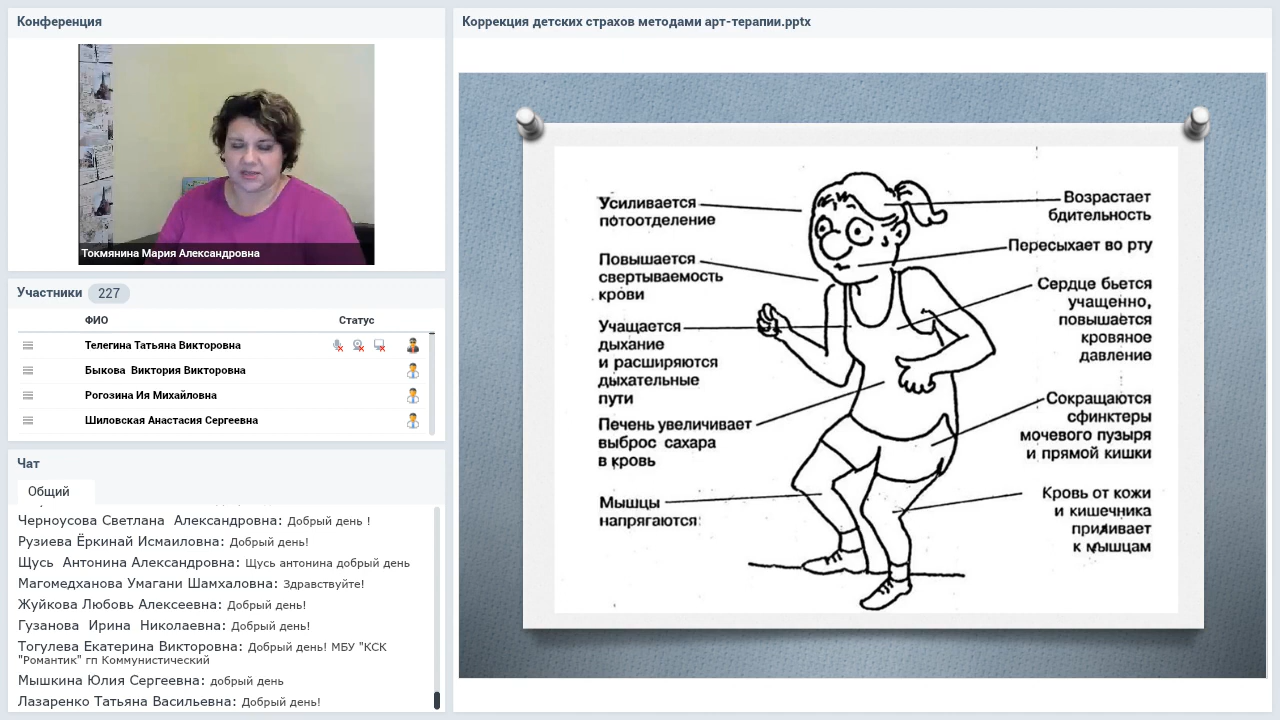 Конференция
Токмянина Мария Александровна
Участники 227
ФИО Статус
Телегина Татьяна Викторовна
Быкова Виктория Викторовна
Рогозина Ия Михайловна
Шиловская Анастасия Сергеевна
Чат
Общий
Черноусова Светлана Александровна: Добрый день !
Рузиева Ёркинай Исмаиловна: Добрый день!
Щусь Антонина Александровна: Щусь антонина добрый день
Магомедханова Умагани Шамхаловна: Здравствуйте!
Жуйкова Любовь Алексеевна: Добрый день!
Гузанова Ирина Николаевна: Добрый день!
Тогулева Екатерина Викторовна: Добрый день! МБУ "КСК
"Романтик" гп Коммунистический
Мышкина Юлия Сергеевна: добрый день
Лазаренко Татьяна Васильевна: Добрый день!
Коррекция детских страхов методами арт-терапии.pptx
Усиливается
потоотделение
Повышается
свертываемость
крови
Учащается
дыхание
и расширяются
дыхательные
пути
Печень увеличивает
выброс сахара
в кровь
Мышцы
напрягаются
Возрастает
бдительность
Пересыхает во рту
Сердце бьется
учащенно,
повышается
кровяное
давление
Сокращаются
сфинктеры
мочевого пузыря
и прямой кишки
Кровь от кожи
и кишечника
приливает
к мышцам